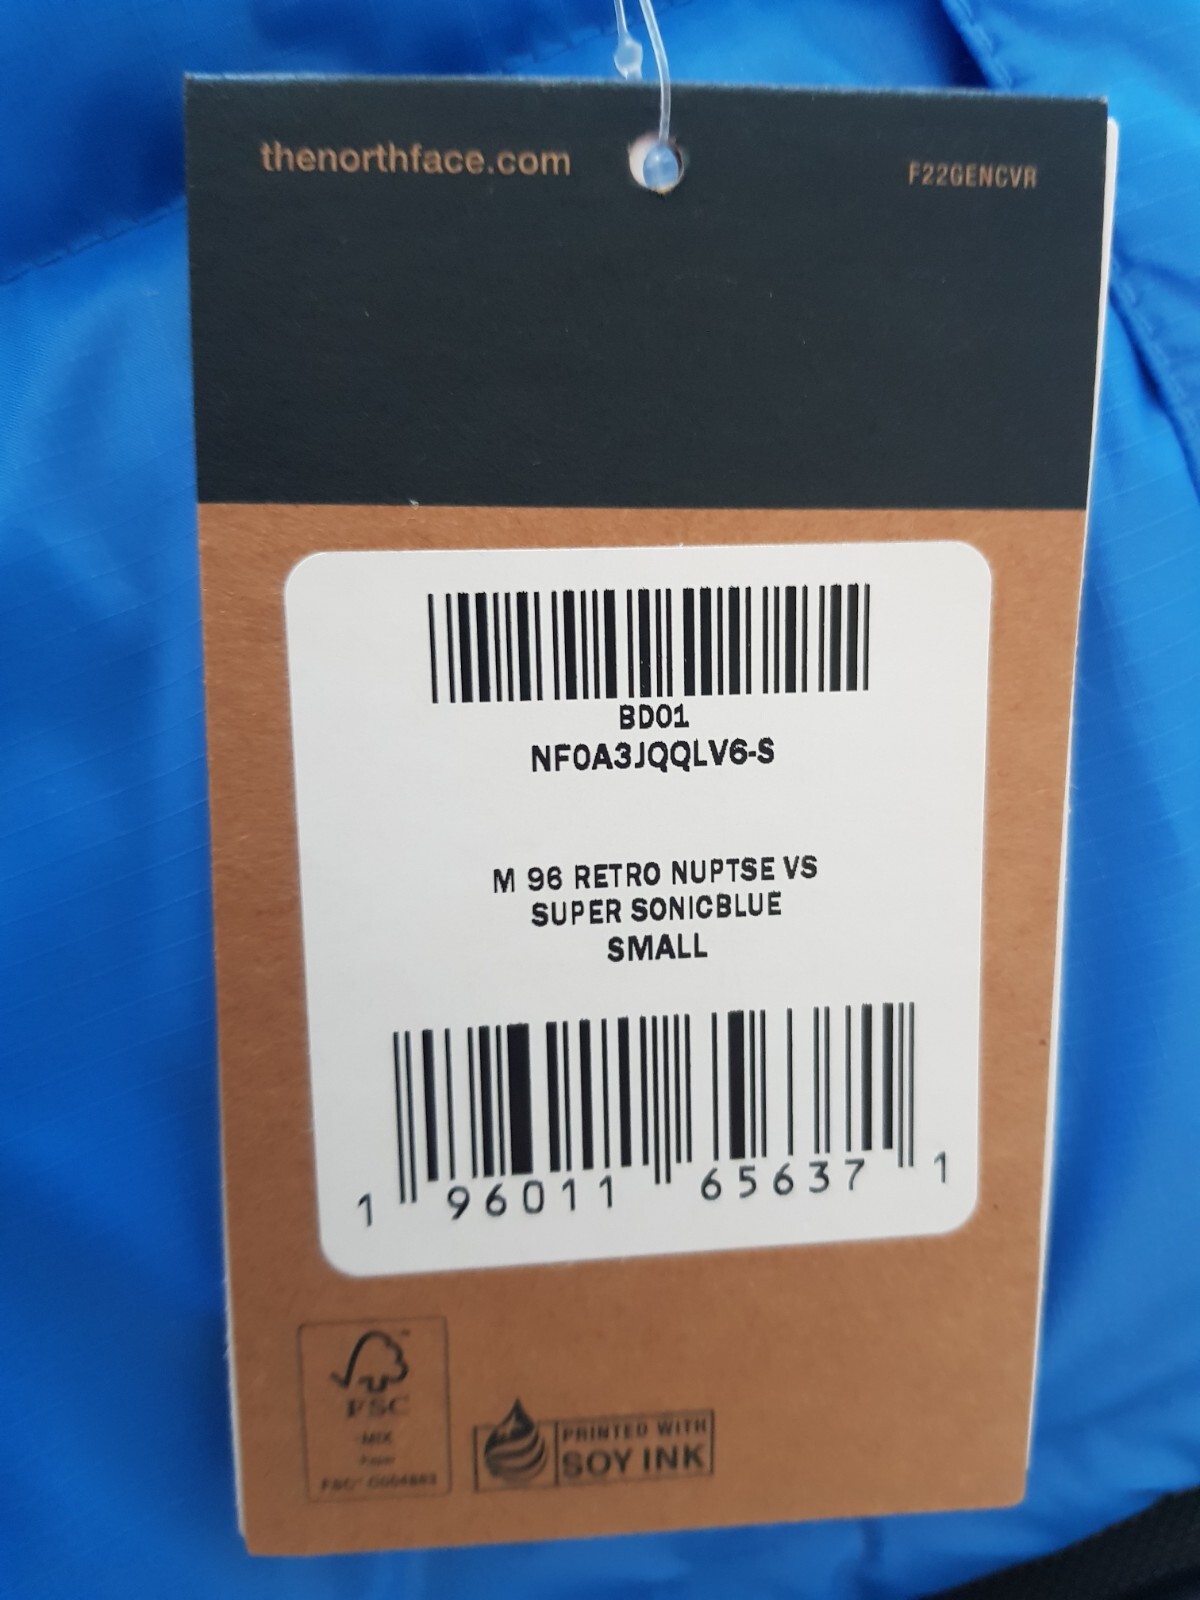 thenorthface.com
F22GENCVR
BD01
NF0A3JQQLV6-S
M 96 RETRO NUPTSE VS
SUPER SONICBLUE
SMALL
1 96011 65637 1
FSC
MIX
Paper
PRINTED WITH
SOY INK